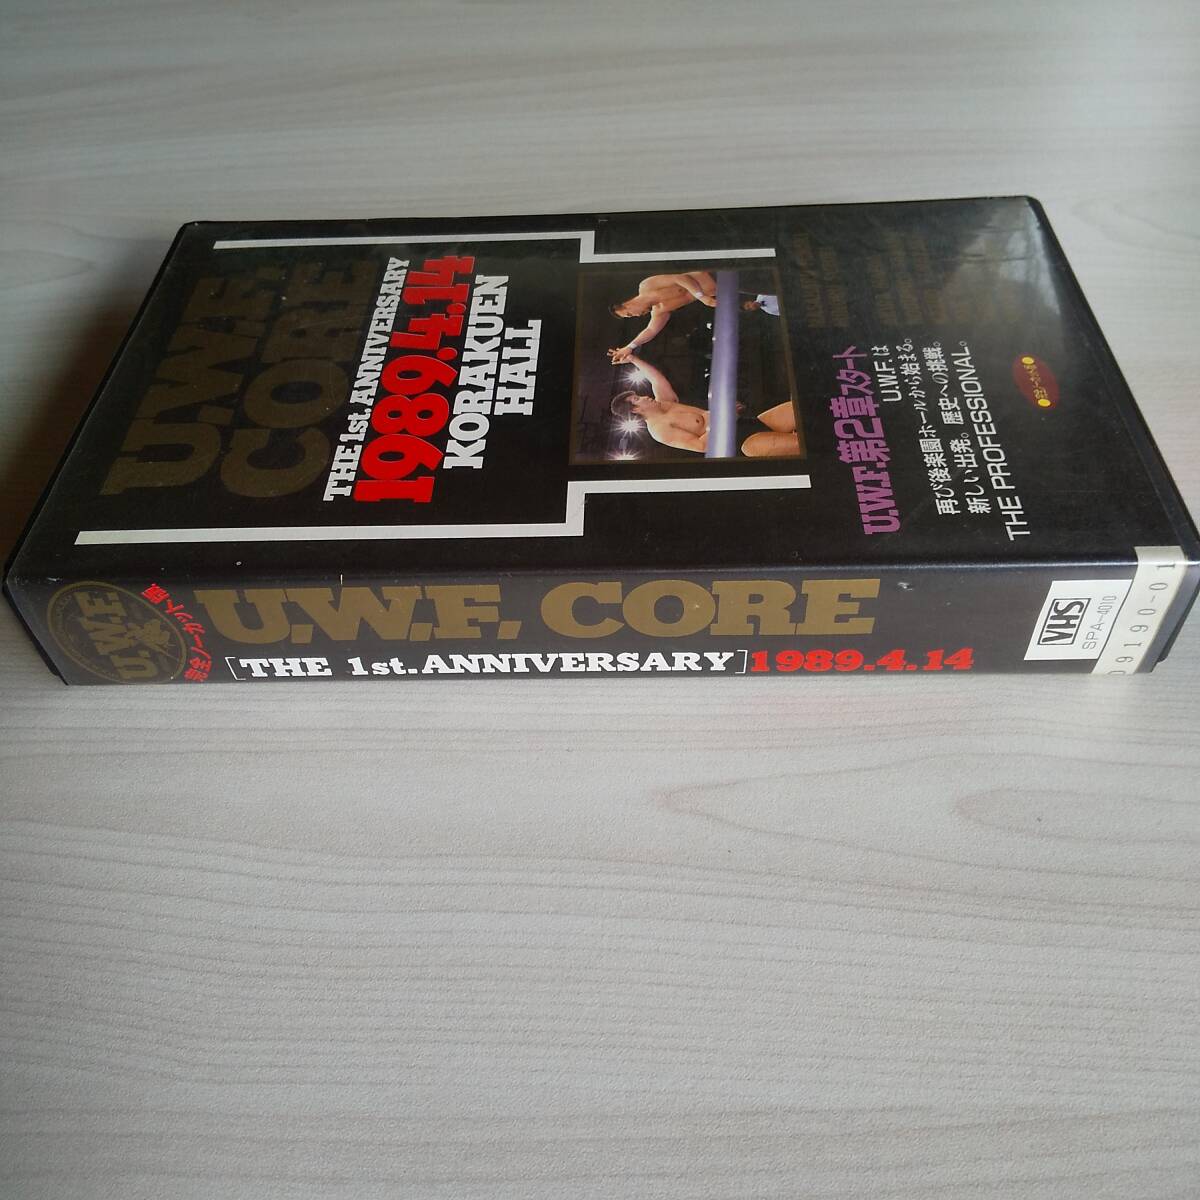 U.W.F.
CORE
THE 1st. ANNIVERSARY
1989.4.14
KORAKUEN
HALL
U.W.F.第2章スタート
U.W.F.は
再び後楽園ホールから始まる。
新しい出発。歴史への挑戦。
THE PROFESSIONAL.
U.W.F.
完全ノーカット版
U.W.F. CORE
[THE 1st. ANNIVERSARY] 1989.4.14
VHS
SPA-4010
09190-01